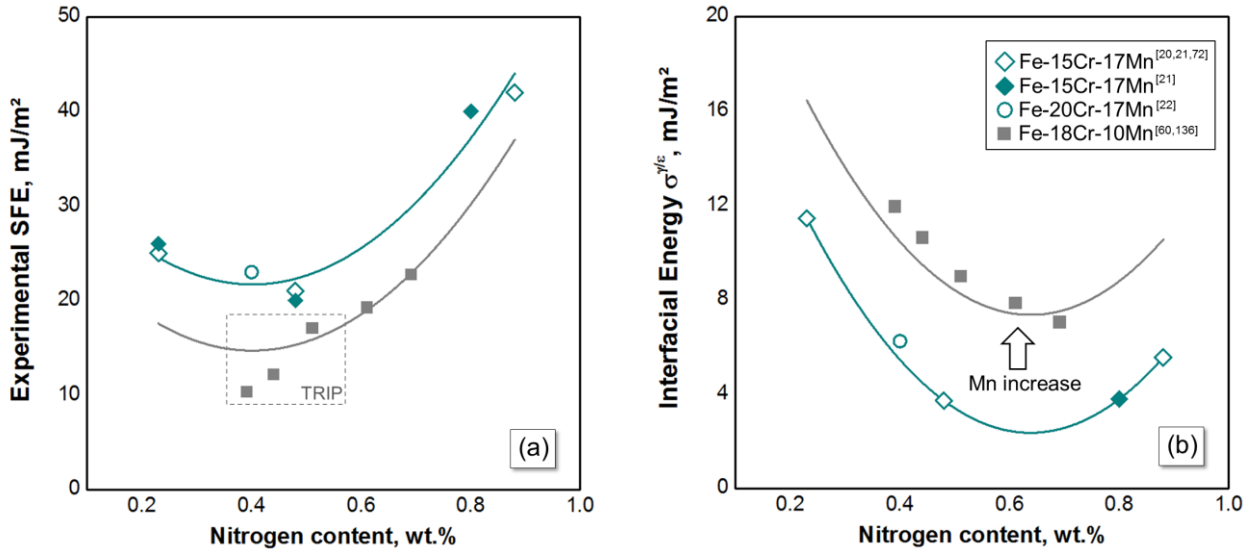 50
40
30
20
10
0
0.2
0.4
0.6
0.8
1.0
Experimental SFE, mJ/m²
Nitrogen content, wt.%
TRIP
(a)
20
16
12
8
4
0
0.2
0.4
0.6
0.8
1.0
Interfacial Energy σγ/ε, mJ/m²
Nitrogen content, wt.%
Fe-15Cr-17Mn[20,21,72]
Fe-15Cr-17Mn[21]
Fe-20Cr-17Mn[22]
Fe-18Cr-10Mn[60,136]
Mn increase
(b)